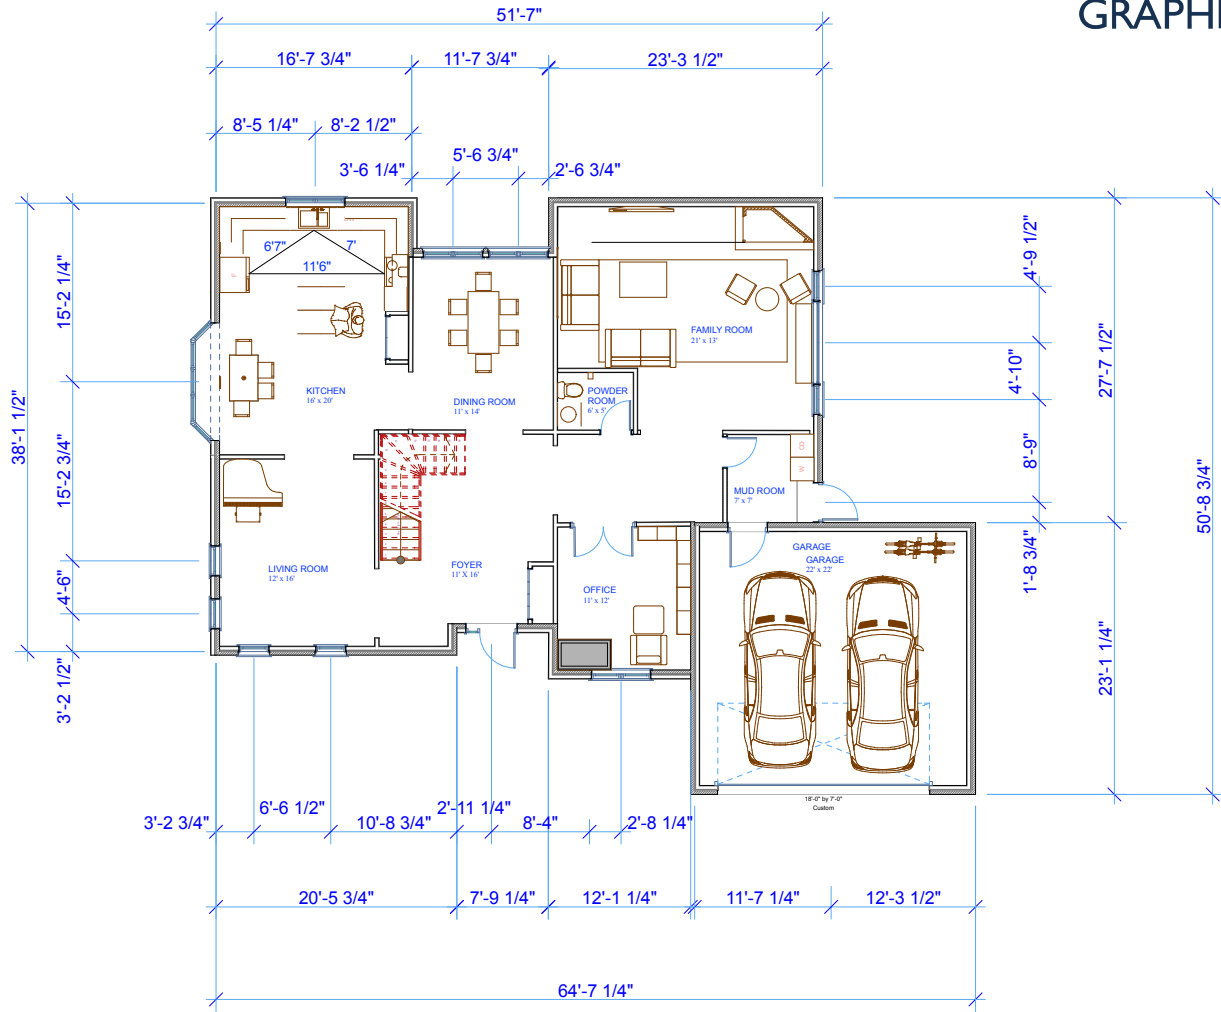 GRAPHI
51'-7"
16'-7 3/4"
11'-7 3/4"
23'-3 1/2"
8'-5 1/4"
8'-2 1/2"
3'-6 1/4"
5'-6 3/4"
2'-6 3/4"
38'-1 1/2"
15'-2 1/4"
15'-2 3/4"
4'-6"
3'-2 1/2"
4'-9 1/2"
4'-10"
8'-9"
1'-8 3/4"
27'-7 1/2"
23'-1 1/4"
50'-8 3/4"
6'7"
7'
11'6"
F
KITCHEN
16' x 20'
DINING ROOM
11' x 14'
FAMILY ROOM
21' x 13'
POWDER
ROOM
6' x 5'
MUD ROOM
7' x 7'
W
LIVING ROOM
12' x 16'
FOYER
11' X 16'
OFFICE
11' x 12'
GARAGE
GARAGE
22' x 22'
18'-0" by 7'-0"
Custom
3'-2 3/4"
6'-6 1/2"
10'-8 3/4"
2'-11 1/4"
8'-4"
2'-8 1/4"
20'-5 3/4"
7'-9 1/4"
12'-1 1/4"
11'-7 1/4"
12'-3 1/2"
64'-7 1/4"